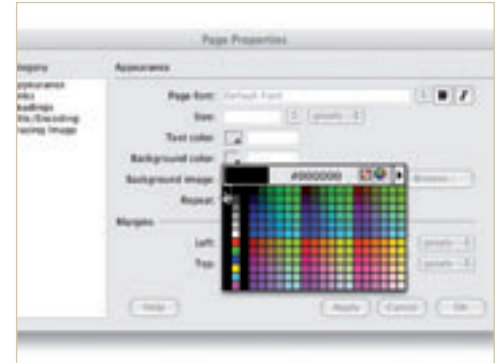 Page Properties
Category
Appearance
Appearance
Links
Headings
Title/Encoding
Tracing Image
Page font: Default Font
Size: pixels
Text color:
Background color:
Background image: Browse...
#000000
Repeat:
Margins
Left: pixels
Top: pixels
Help Apply Cancel OK